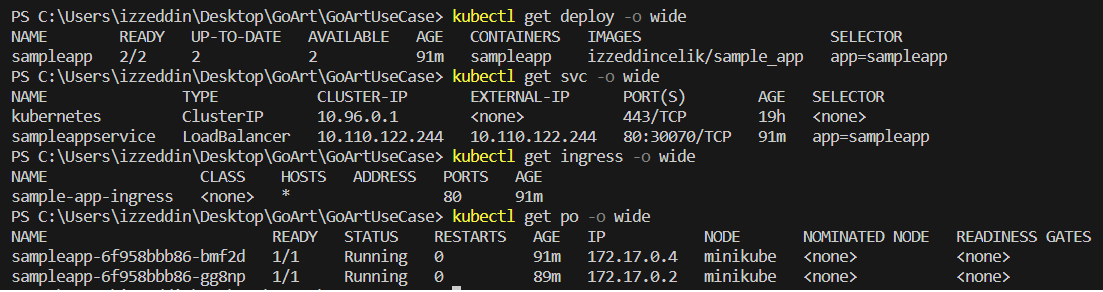 PS C:\Users\izzeddin\Desktop\GoArt\GoArtUseCase> kubectl get deploy -o wide
NAME READY UP-TO-DATE AVAILABLE AGE CONTAINERS IMAGES SELECTOR
sampleapp 2/2 2 2 91m sampleapp izzeddincelik/sample_app app=sampleapp
PS C:\Users\izzeddin\Desktop\GoArt\GoArtUseCase> kubectl get svc -o wide
NAME TYPE CLUSTER-IP EXTERNAL-IP PORT(S) AGE SELECTOR
kubernetes ClusterIP 10.96.0.1 <none> 443/TCP 19h <none>
sampleappservice LoadBalancer 10.110.122.244 10.110.122.244 80:30070/TCP 91m app=sampleapp
PS C:\Users\izzeddin\Desktop\GoArt\GoArtUseCase> kubectl get ingress -o wide
NAME CLASS HOSTS ADDRESS PORTS AGE
sample-app-ingress <none> * 80 91m
PS C:\Users\izzeddin\Desktop\GoArt\GoArtUseCase> kubectl get po -o wide
NAME READY STATUS RESTARTS AGE IP NODE NOMINATED NODE READINESS GATES
sampleapp-6f958bbb86-bmf2d 1/1 Running 0 91m 172.17.0.4 minikube <none> <none>
sampleapp-6f958bbb86-gg8np 1/1 Running 0 89m 172.17.0.2 minikube <none> <none>